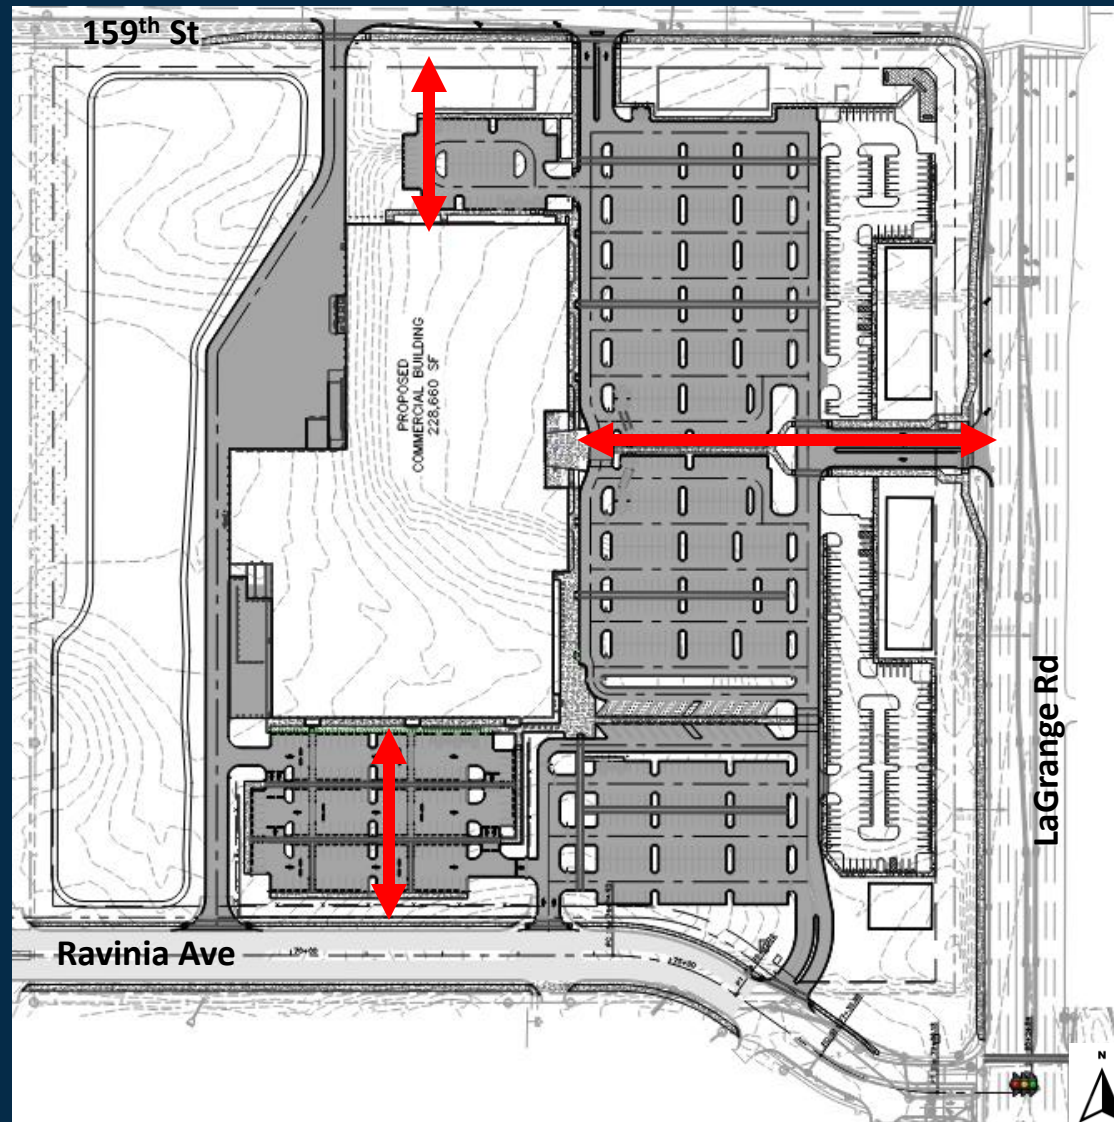 159th St
PROPOSED
COMMERCIAL BUILDING
228,660 SF
LaGrange Rd
Ravinia Ave
N